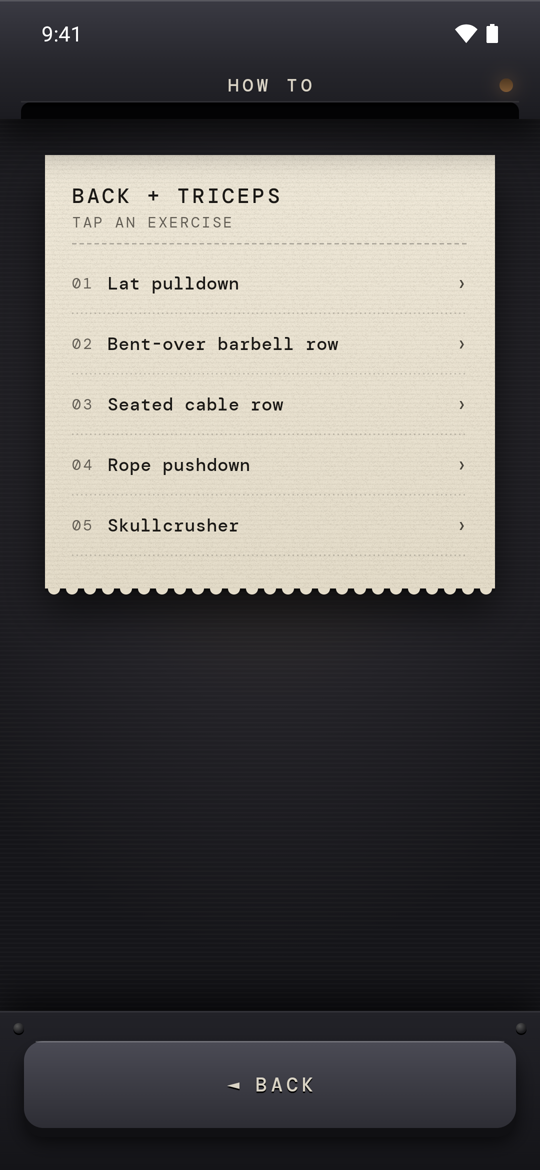 9:41
HOW TO
BACK + TRICEPS
TAP AN EXERCISE
01 Lat pulldown ›
02 Bent-over barbell row ›
03 Seated cable row ›
04 Rope pushdown ›
05 Skullcrusher ›
◄ BACK